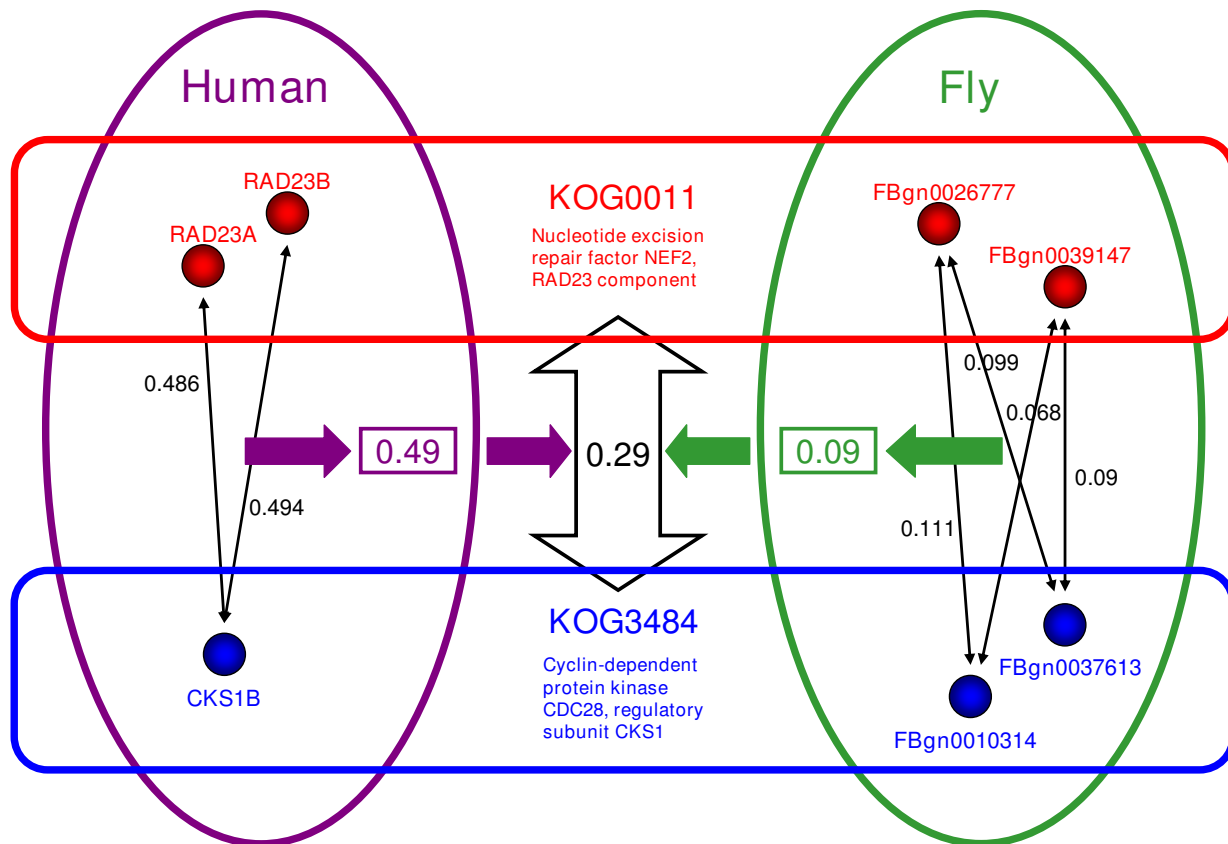 Human
Fly
RAD23B
RAD23A
KOG0011
Nucleotide excision
repair factor NEF2,
RAD23 component
FBgn0026777
FBgn0039147
0.486
0.494
0.49
0.29
0.09
0.099
0.068
0.09
0.111
KOG3484
Cyclin-dependent
protein kinase
CDC28, regulatory
subunit CKS1
CKS1B
FBgn0037613
FBgn0010314